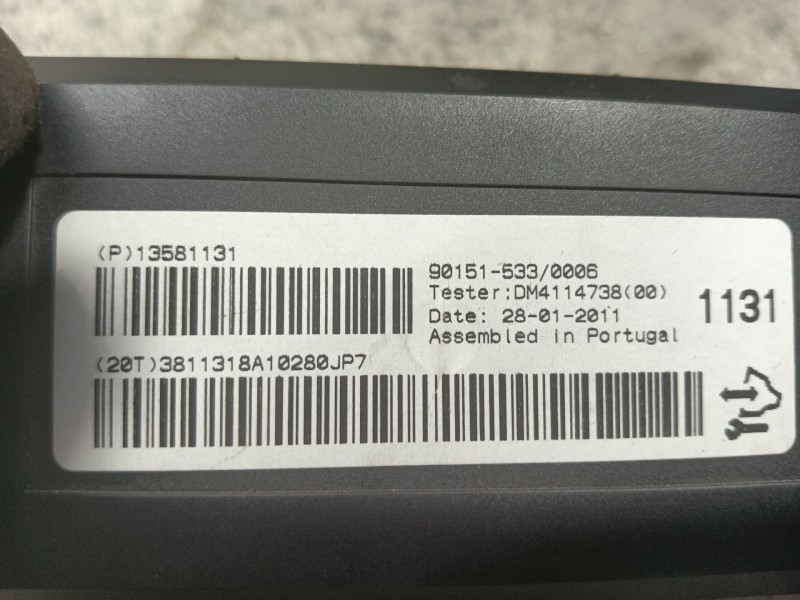 (P)13581131
90151-533/0006
Tester:DM4114738(00)
Date: 28-01-2011
Assembled in Portugal
1131
(20T)3811318A10280JP7